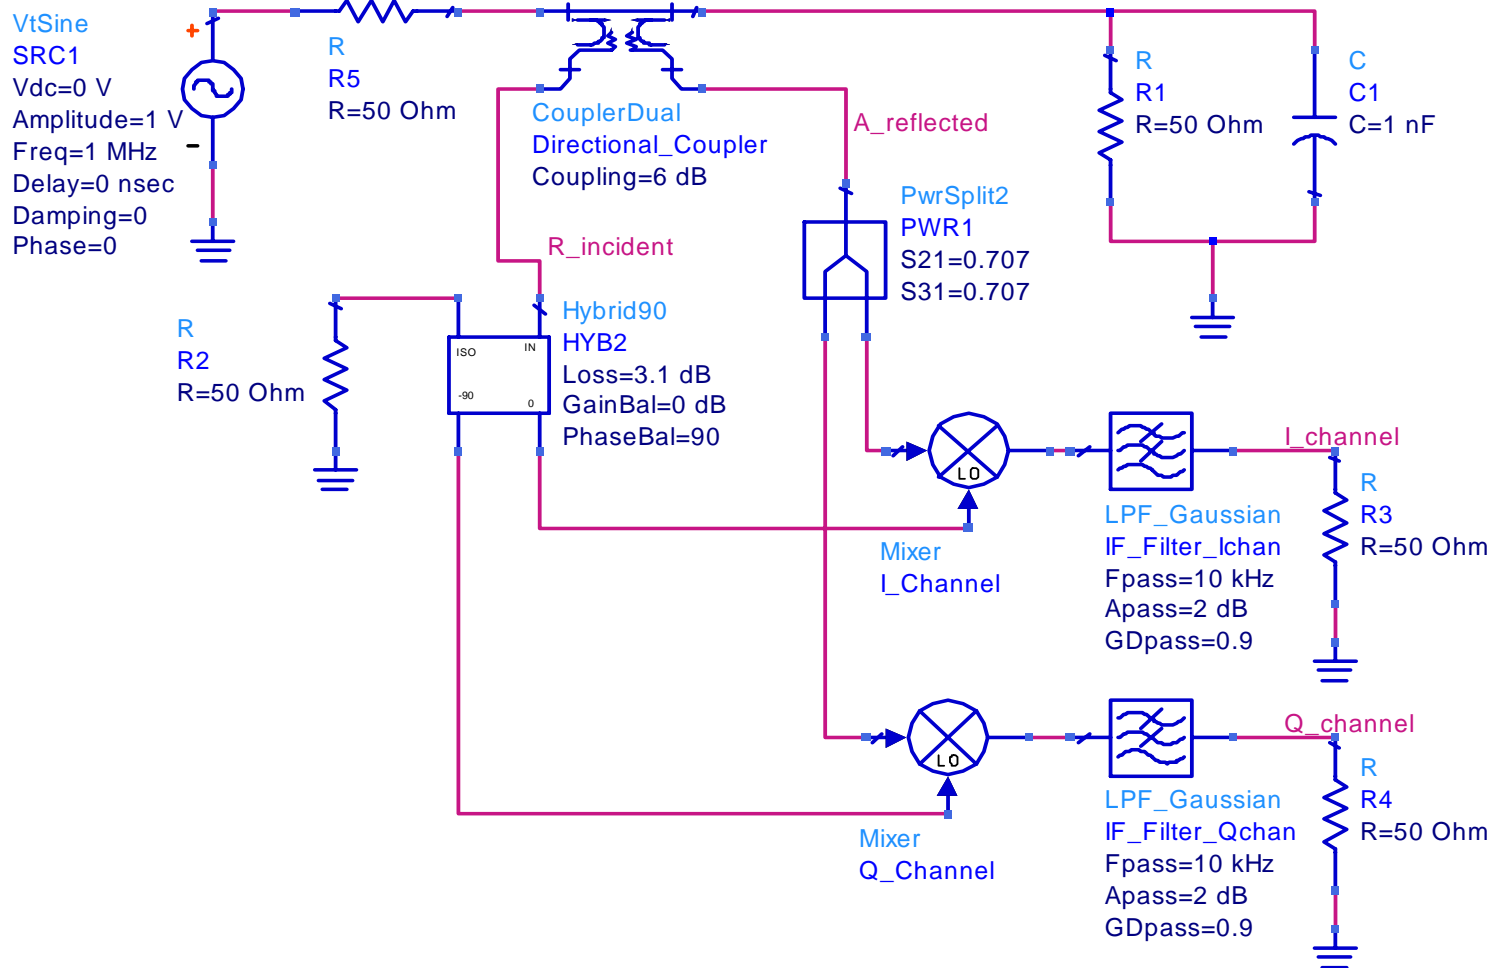 VtSine
SRC1
Vdc=0 V
Amplitude=1 V
Freq=1 MHz
Delay=0 nsec
Damping=0
Phase=0
+
−
R
R5
R=50 Ohm
CouplerDual
Directional_Coupler
Coupling=6 dB
A_reflected
R
R1
R=50 Ohm
C
C1
C=1 nF
R_incident
PwrSplit2
PWR1
S21=0.707
S31=0.707
R
R2
R=50 Ohm
ISO
IN
-90
0
Hybrid90
HYB2
Loss=3.1 dB
GainBal=0 dB
PhaseBal=90
LO
Mixer
I_Channel
LPF_Gaussian
IF_Filter_Ichan
Fpass=10 kHz
Apass=2 dB
GDpass=0.9
I_channel
R
R3
R=50 Ohm
LO
Mixer
Q_Channel
LPF_Gaussian
IF_Filter_Qchan
Fpass=10 kHz
Apass=2 dB
GDpass=0.9
Q_channel
R
R4
R=50 Ohm